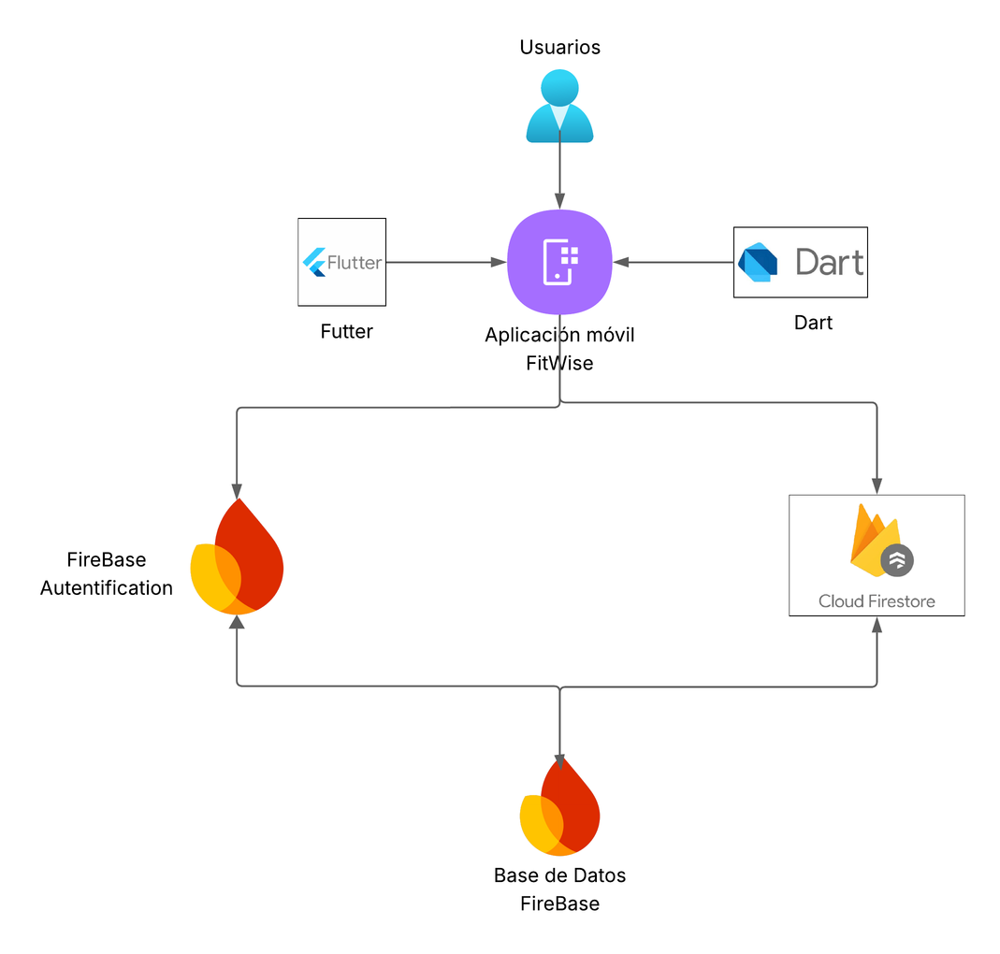 Usuarios
Flutter
Dart
Futter
Dart
Aplicación móvil
FitWise
FireBase
Autentification
Cloud Firestore
Base de Datos
FireBase